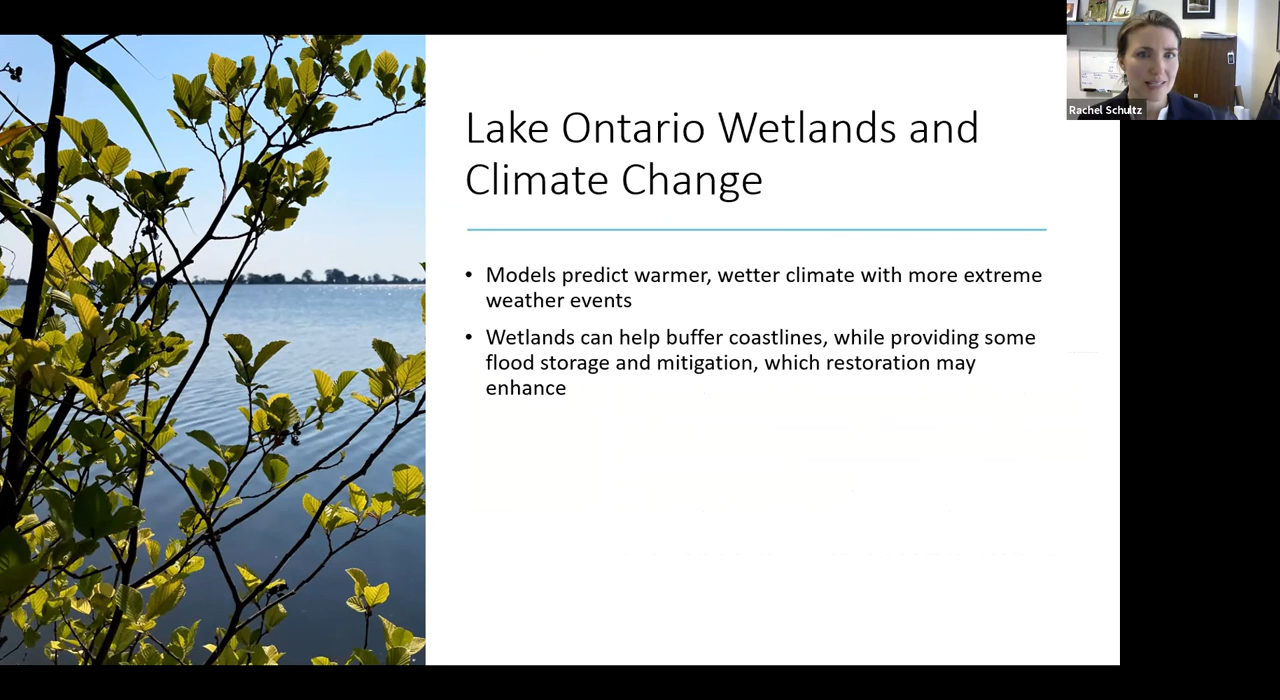 Rachel Schultz
Lake Ontario Wetlands and
Climate Change
• Models predict warmer, wetter climate with more extreme
weather events
• Wetlands can help buffer coastlines, while providing some
flood storage and mitigation, which restoration may
enhance